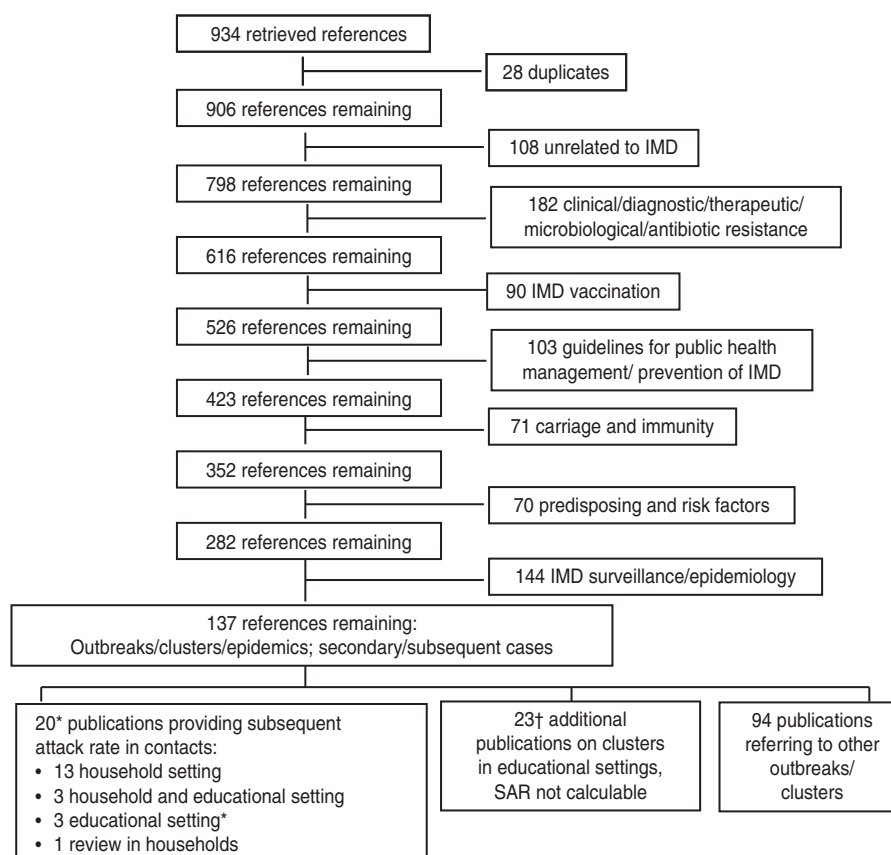 934 retrieved references
28 duplicates
906 references remaining
108 unrelated to IMD
798 references remaining
182 clinical/diagnostic/therapeutic/
microbiological/antibiotic resistance
616 references remaining
90 IMD vaccination
526 references remaining
103 guidelines for public health
management/ prevention of IMD
423 references remaining
71 carriage and immunity
352 references remaining
70 predisposing and risk factors
282 references remaining
144 IMD surveillance/epidemiology
137 references remaining:
Outbreaks/clusters/epidemics; secondary/subsequent cases
20* publications providing subsequent
attack rate in contacts:
• 13 household setting
• 3 household and educational setting
• 3 educational setting*
• 1 review in households
23† additional
publications on clusters
in educational settings,
SAR not calculable
94 publications
referring to other
outbreaks/
clusters